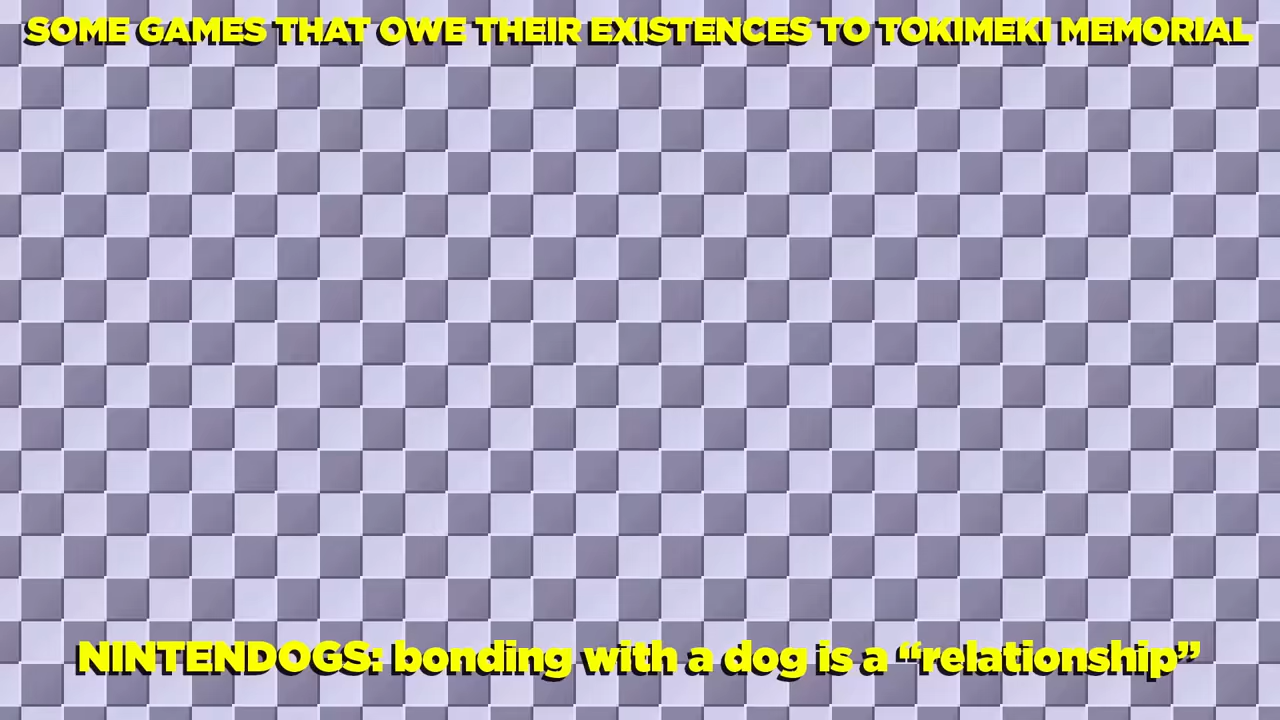 SOME GAMES THAT OWE THEIR EXISTENCES TO TOKIMEKI MEMORIAL
NINTENDOGS: bonding with a dog is a “relationship”